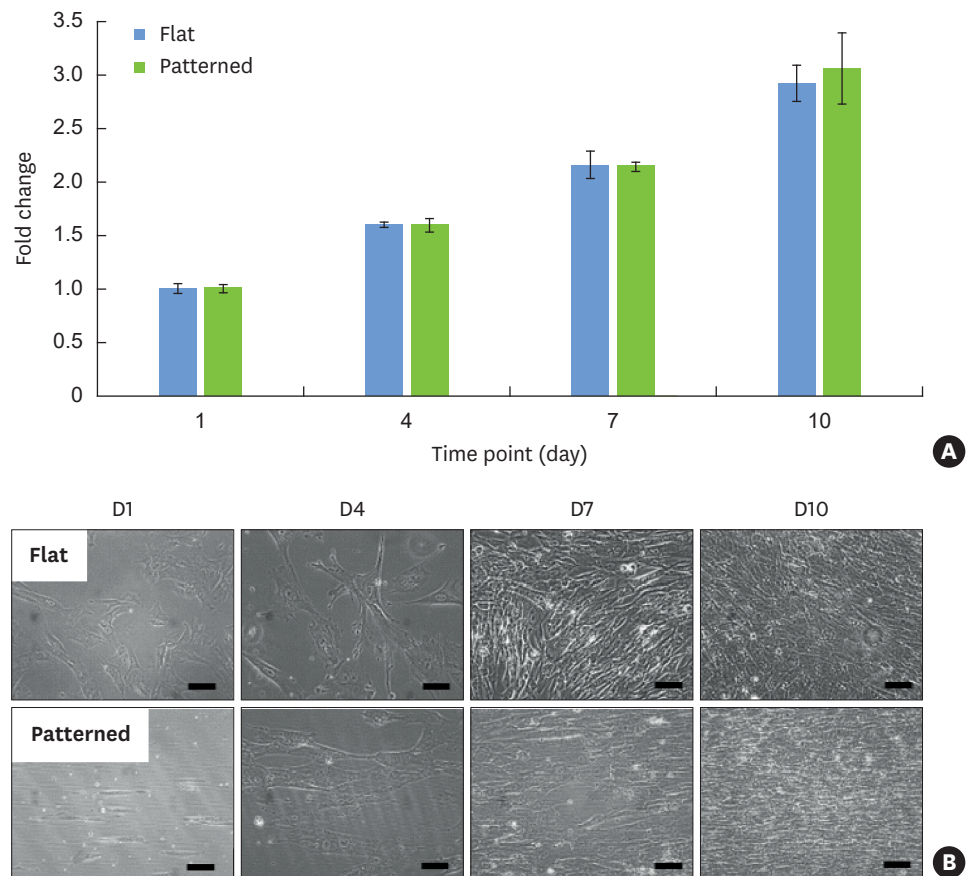 3.5
3.0
2.5
2.0
1.5
1.0
0.5
0
Fold change
Flat
Patterned
1 4 7 10
Time point (day)
A
D1 D4 D7 D10
Flat
Patterned
B